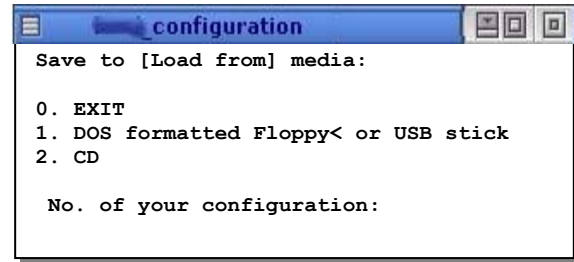 _configuration
Save to [Load from] media:
0. EXIT
1. DOS formatted Floppy< or USB stick
2. CD
No. of your configuration: